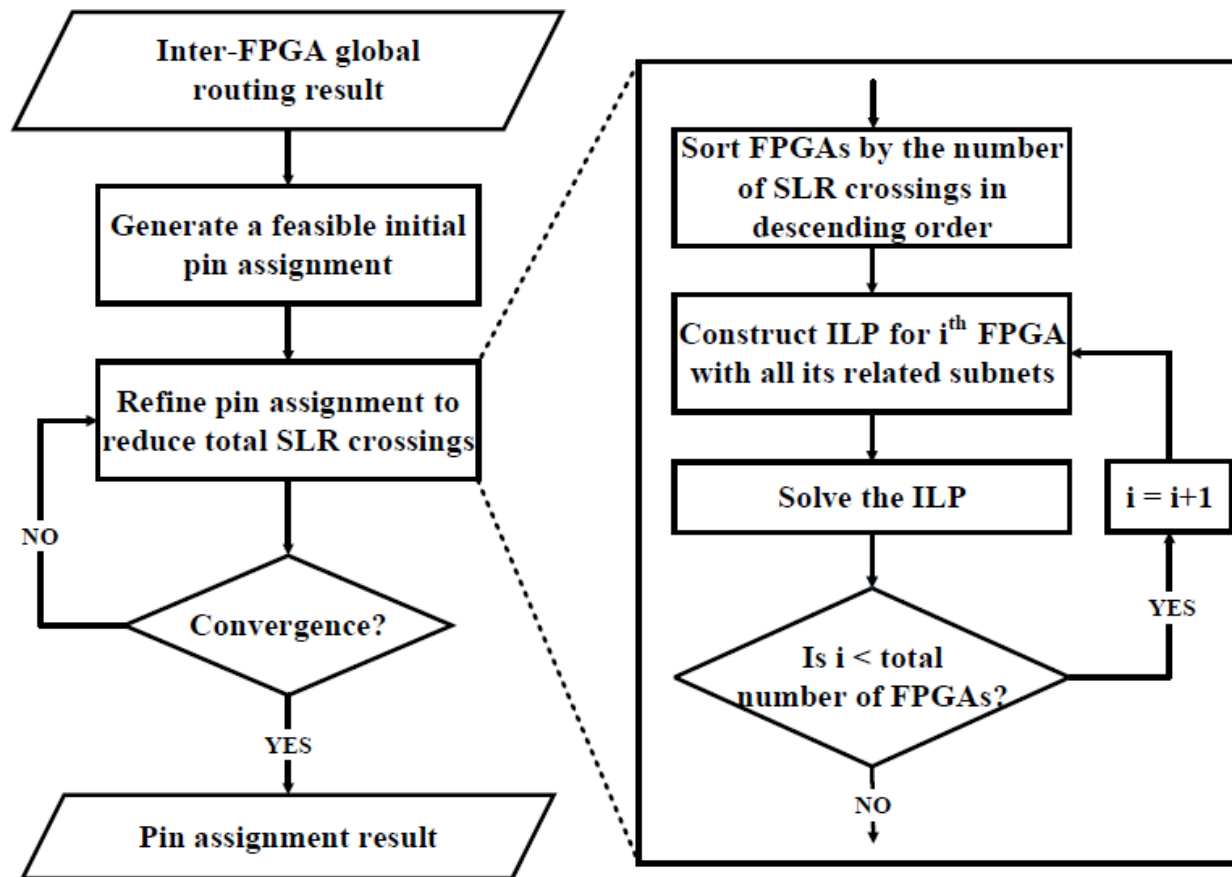 Inter-FPGA global
routing result
Generate a feasible initial
pin assignment
Refine pin assignment to
reduce total SLR crossings
NO
Convergence?
YES
Pin assignment result
Sort FPGAs by the number
of SLR crossings in
descending order
Construct ILP for i^th FPGA
with all its related subnets
Solve the ILP
i = i+1
YES
Is i < total
number of FPGAs?
NO